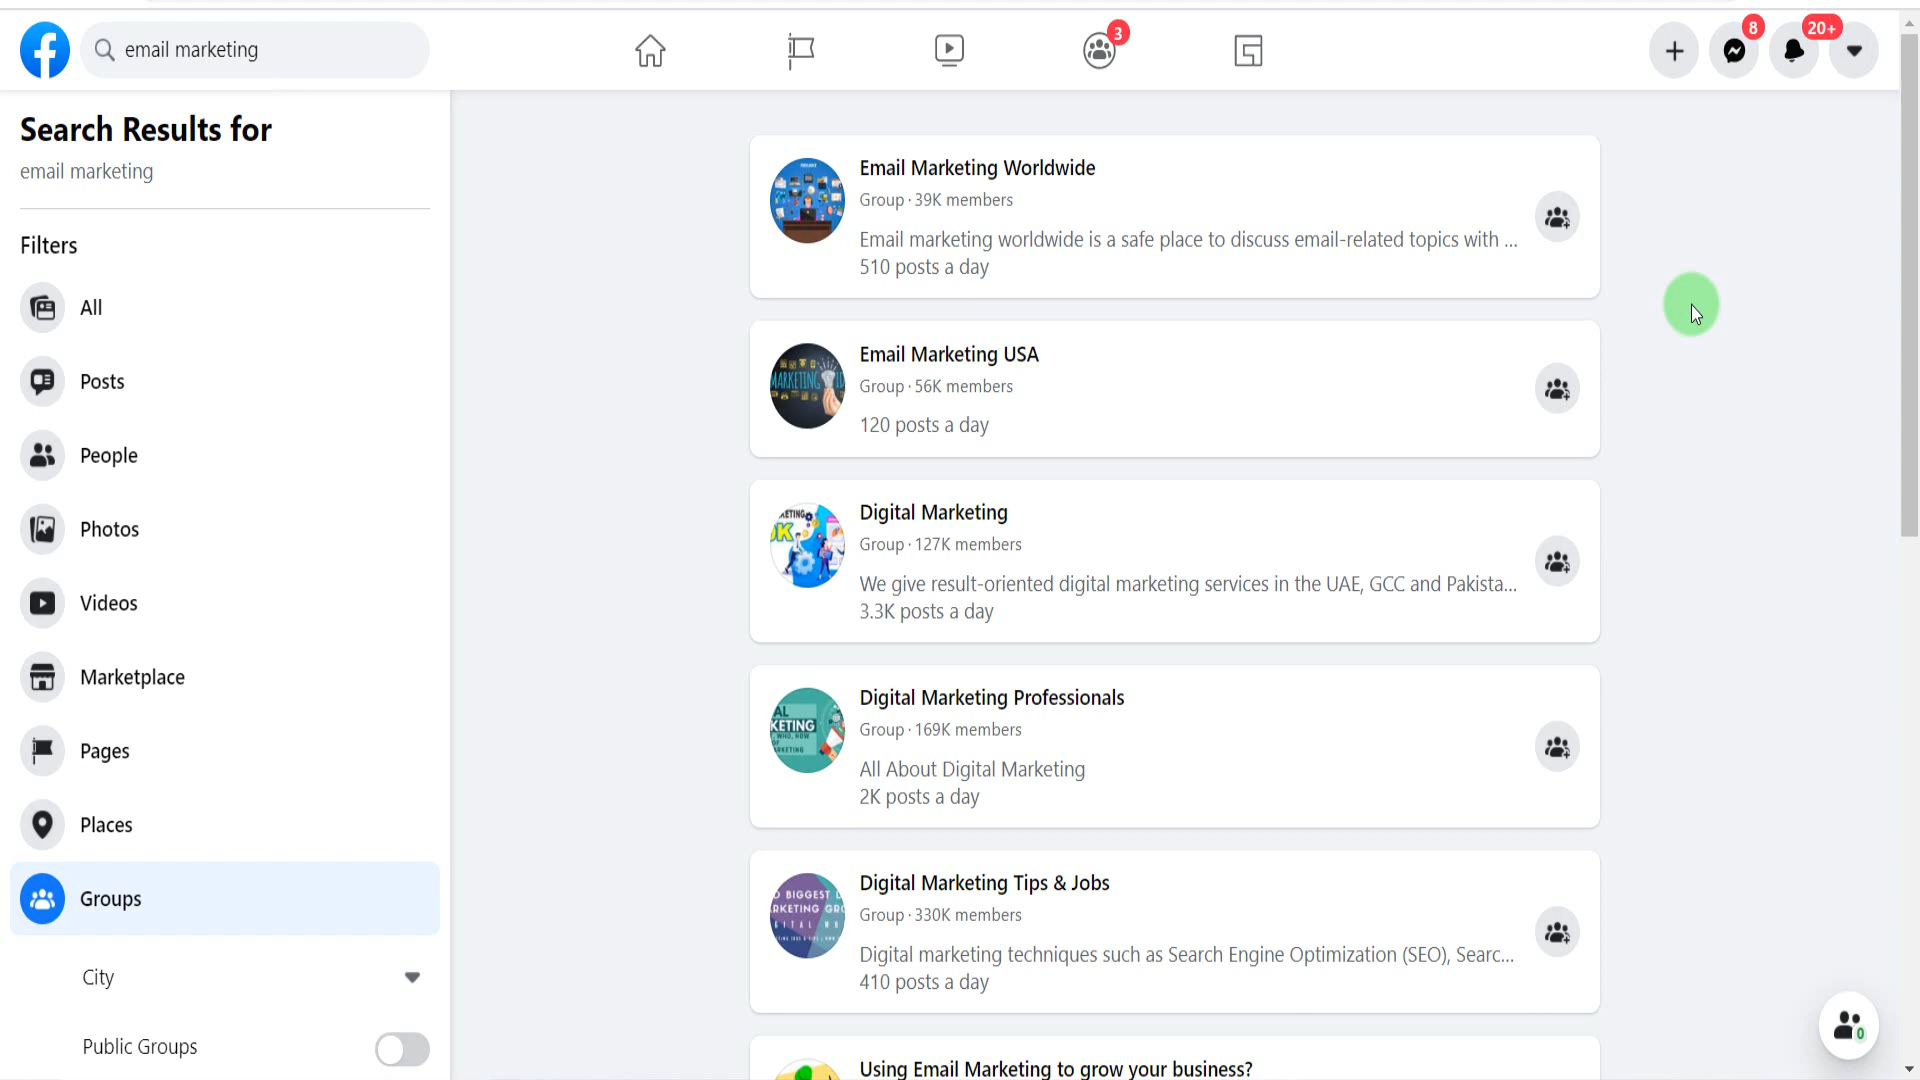 email marketing
3
8
20+
Search Results for
email marketing
Filters
All
Posts
People
Photos
Videos
Marketplace
Pages
Places
Groups
City
Public Groups
Email Marketing Worldwide
Group · 39K members
Email marketing worldwide is a safe place to discuss email-related topics with ...
510 posts a day
Email Marketing USA
Group · 56K members
120 posts a day
MARKETING
Digital Marketing
Group · 127K members
We give result-oriented digital marketing services in the UAE, GCC and Pakista...
3.3K posts a day
Digital Marketing Professionals
Group · 169K members
All About Digital Marketing
2K posts a day
Digital Marketing Tips & Jobs
Group · 330K members
Digital marketing techniques such as Search Engine Optimization (SEO), Searc...
410 posts a day
Using Email Marketing to grow your business?
0